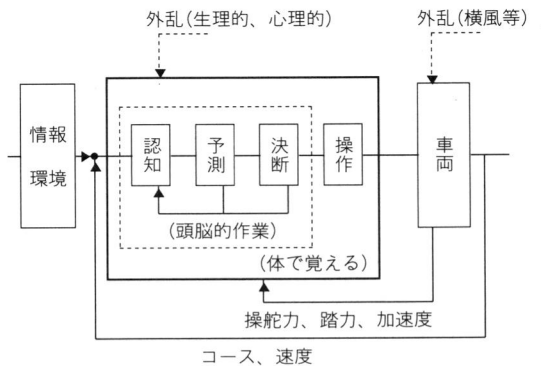 外乱(生理的、心理的)
外乱(横風等)
情報
環境
認知
予測
決断
操作
車両
(頭脳的作業)
(体で覚える)
操舵力、踏力、加速度
コース、速度